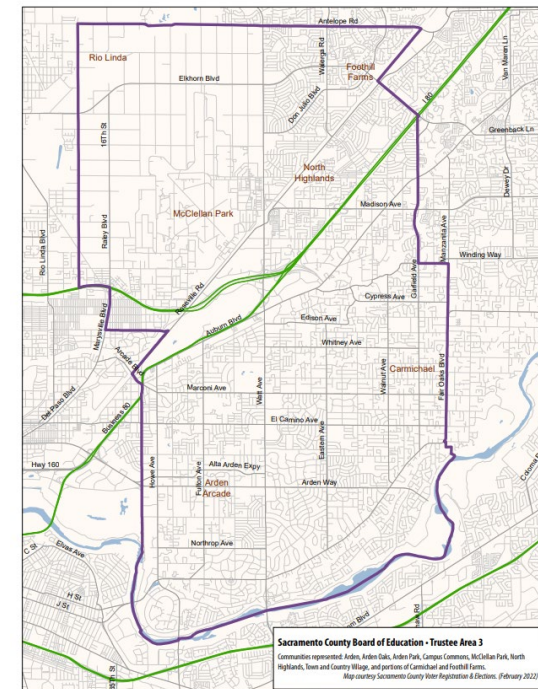 Antelope Rd
Rio Linda
Walerga Rd
Foothill
Farms
Van Maren Ln
Elkhorn Blvd
Don Julio Blvd
I 80
16Th St
Greenback Ln
North
Highlands
Dewey Dr
Madison Ave
McClellan Park
Rio Linda Blvd
Raley Blvd
Manzanita Ave
Winding Way
Garfield Ave
Roseville Rd
Cypress Ave
Marysville Blvd
Auburn Blvd
Edison Ave
Whitney Ave
Arcade Blvd
Carmichael
Fair Oaks Blvd
Walnut Ave
Watt Ave
Marconi Ave
Del Paso Blvd
Business 80
El Camino Ave
Eastern Ave
Hwy 160
Howe Ave
Fulton Ave
Alta Arden Expy
Arden
Arcade
Arden Way
Northrop Ave
C St
Elvas Ave
H St
J St
Sacramento County Board of Education • Trustee Area 3
Communities represented: Arden, Arden Oaks, Arden Park, Campus Commons, McClellan Park, North
Highlands, Town and Country Village, and portions of Carmichael and Foothill Farms.
Map courtesy Sacramento County Voter Registration & Elections. (February 2022)